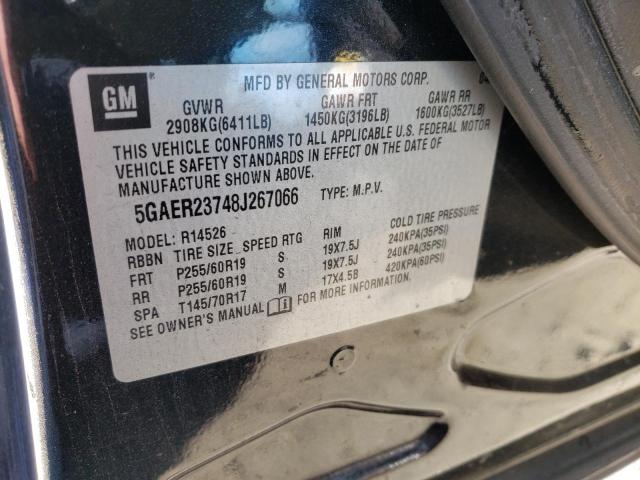 GM
MFD BY GENERAL MOTORS CORP.
GVWR GAWR FRT GAWR RR
2908KG(6411LB) 1450KG(3196LB) 1600KG(3527LB)
THIS VEHICLE CONFORMS TO ALL APPLICABLE U.S. FEDERAL MOTOR
VEHICLE SAFETY STANDARDS IN EFFECT ON THE DATE OF
MANUFACTURE SHOWN ABOVE.
5GAER23748J267066 TYPE: M.P.V.
MODEL: R14526
RBBN TIRE SIZE SPEED RTG RIM COLD TIRE PRESSURE
FRT P255/60R19 S 19X7.5J 240KPA(35PSI)
RR P255/60R19 S 19X7.5J 240KPA(35PSI)
SPA T145/70R17 M 17X4.5B 420KPA(60PSI)
SEE OWNER'S MANUAL FOR MORE INFORMATION.